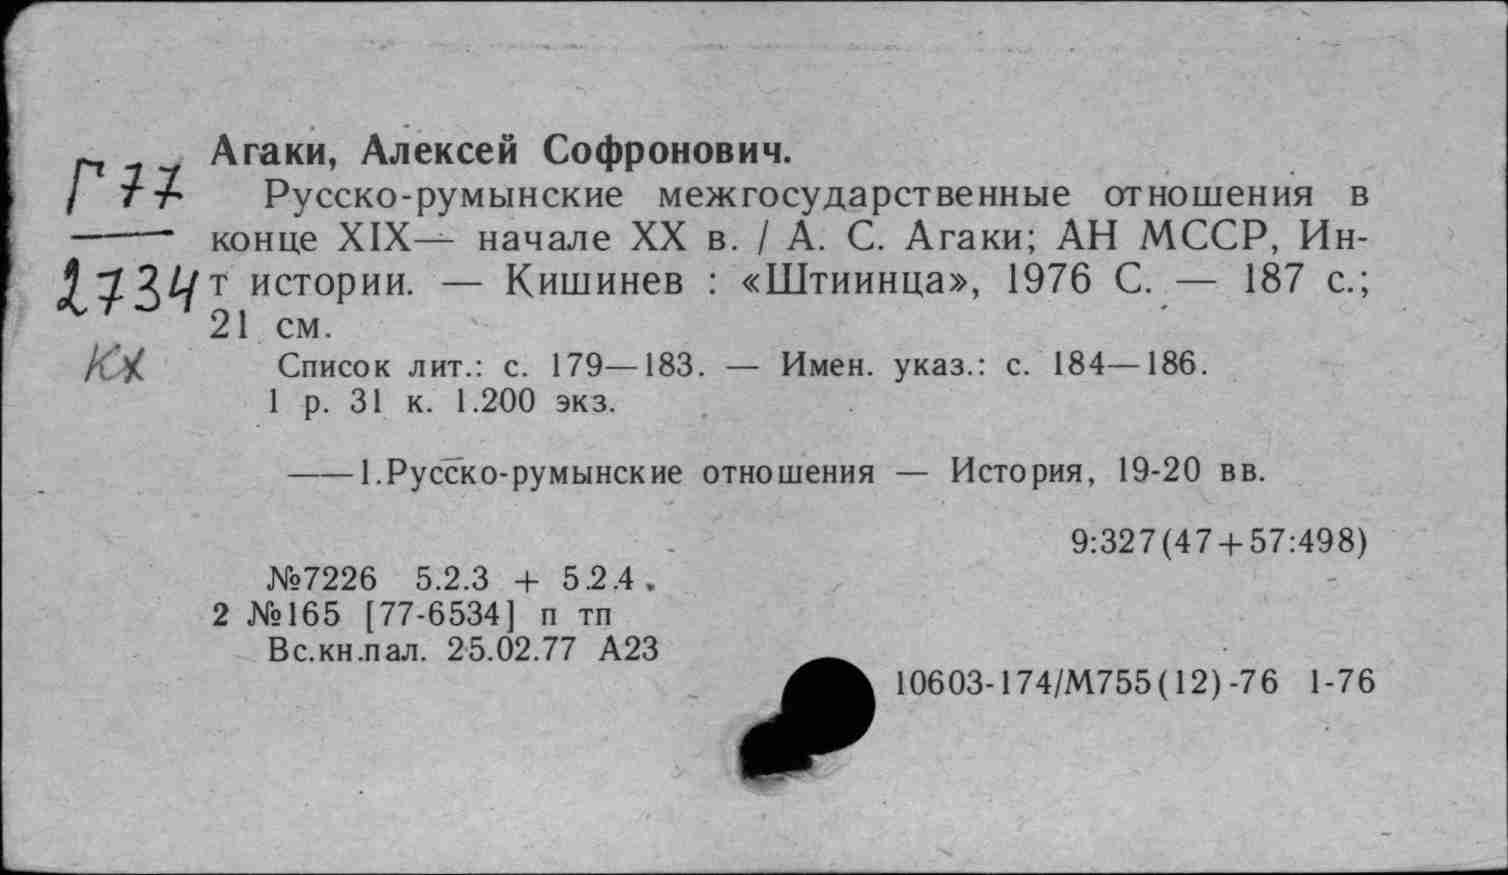 Агаки, Алексей Софронович.
Г 77
Русско-румынские межгосударственные отношения в
конце XIX— начале XX в. / А. С. Агаки; АН МССР, Ин-
2734 т истории. — Кишинев : «Штиинца», 1976 С. — 187 с.;
21 см.
Кх
Список лит.: с. 179—183. — Имен. указ.: с. 184—186.
1 р. 31 к. 1.200 экз.
——1.Русско-румынские отношения — История, 19-20 вв.
9:327(47+57:498)
№7226 5.2.3 + 5.2.4.
2 №165 [77-6534] п тп
Вс.кн.пал. 25.02.77 А23
10603-174/М755(12)-76 1-76